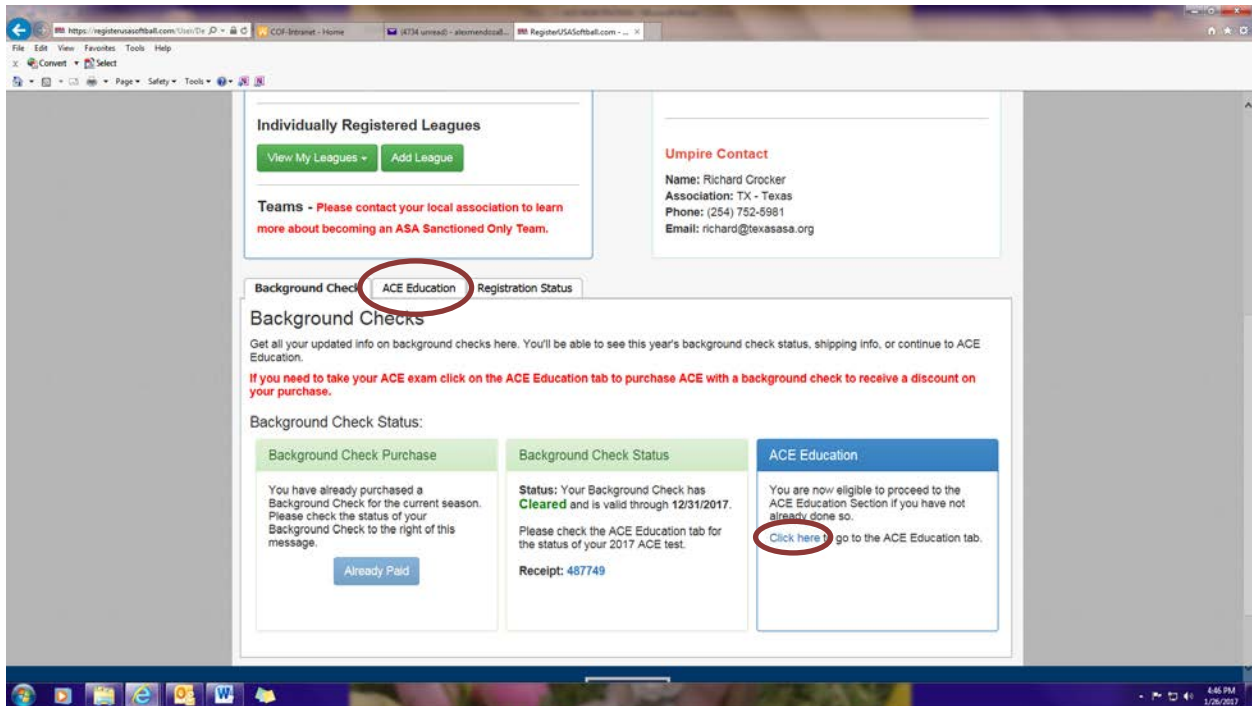 https://registerusasoftball.com/User/De
COF-Intranet - Home
(4734 unread) - alexmendoza8...
RegisterUSASoftball.com - ...
File Edit View Favorites Tools Help
x Convert Select
Page Safety Tools
Individually Registered Leagues
View My Leagues
Add League
Teams - Please contact your local association to learn
more about becoming an ASA Sanctioned Only Team.
Umpire Contact
Name: Richard Crocker
Association: TX - Texas
Phone: (254) 752-5981
Email: richard@texasasa.org
Background Check
ACE Education
Registration Status
Background Checks
Get all your updated info on background checks here. You'll be able to see this year's background check status, shipping info, or continue to ACE
Education.
If you need to take your ACE exam click on the ACE Education tab to purchase ACE with a background check to receive a discount on
your purchase.
Background Check Status:
Background Check Purchase
You have already purchased a
Background Check for the current season.
Please check the status of your
Background Check to the right of this
message.
Already Paid
Background Check Status
Status: Your Background Check has
Cleared and is valid through 12/31/2017.
Please check the ACE Education tab for
the status of your 2017 ACE test.
Receipt: 487749
ACE Education
You are now eligible to proceed to the
ACE Education Section if you have not
already done so.
Click here to go to the ACE Education tab.
4:46 PM
1/26/2017